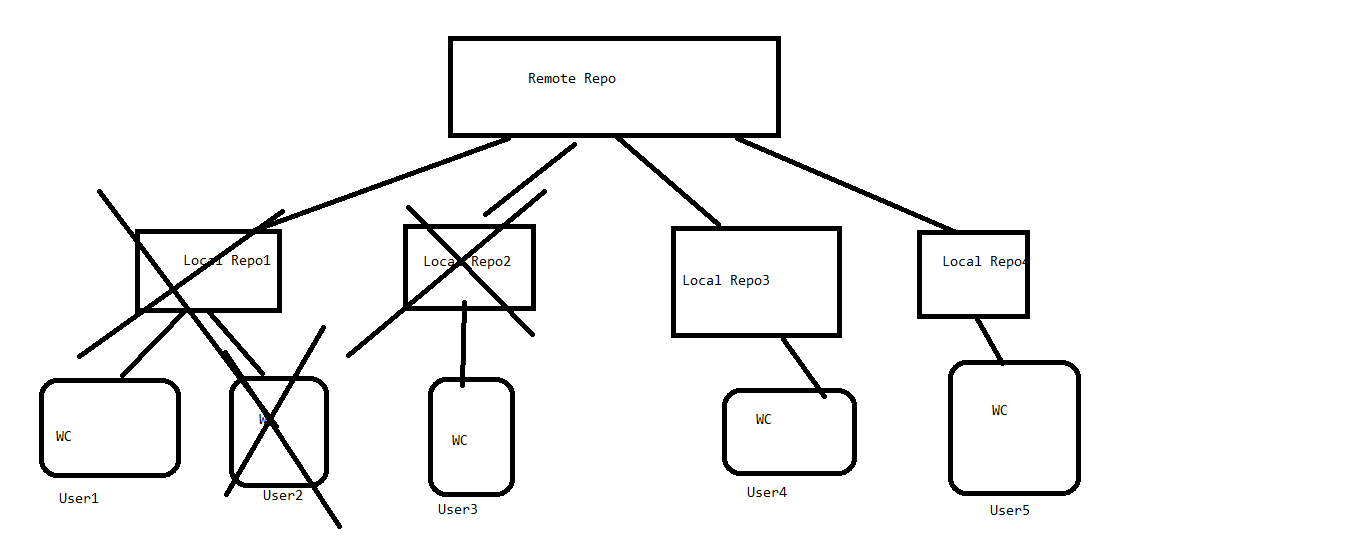 Remote Repo
Local Repo1
Local Repo2
Local Repo3
Local Repo4
WC
WC
WC
WC
User1
User2
User3
User4
User5